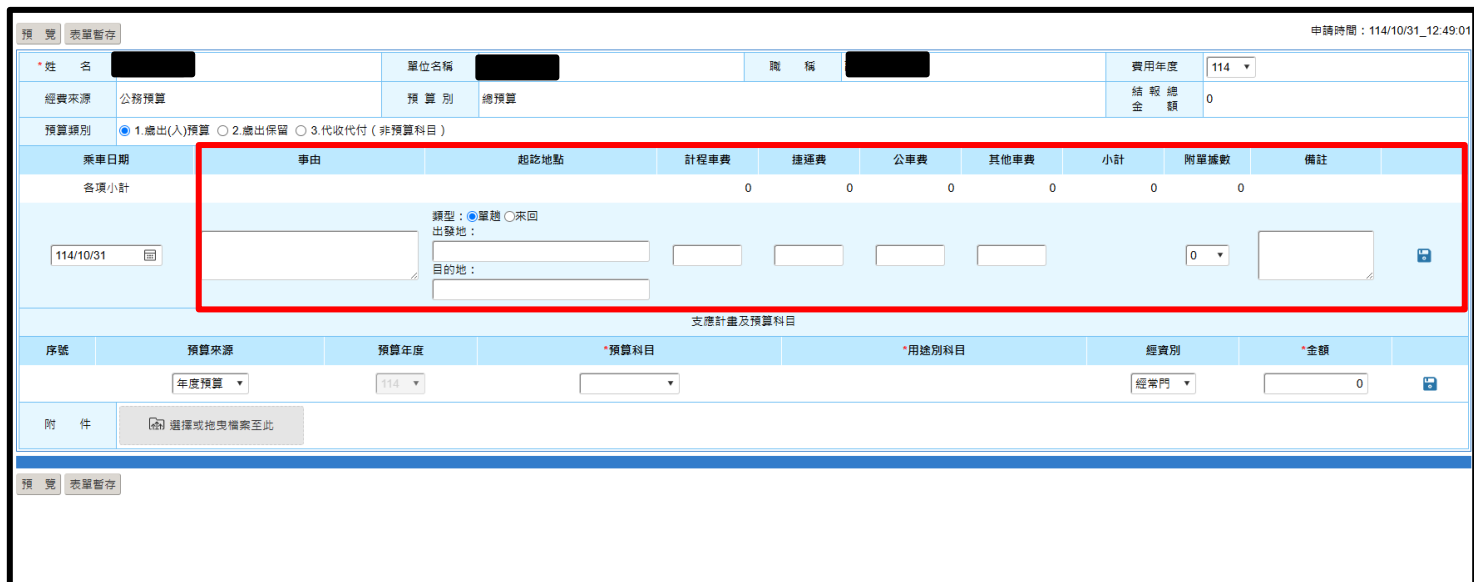 預 覽 表單暫存 申請時間：114/10/31_12:49:01
*姓 名 單位名稱 職 稱 費用年度 114
經費來源 公務預算 預 算 別 總預算 結 報 總 金 額 0
預算類別 1.歲出(入)預算 2.歲出保留 3.代收代付（非預算科目）
乘車日期 事由 起訖地點 計程車費 捷運費 公車費 其他車費 小計 附單據數 備註
各項小計 0 0 0 0 0 0
類型：單趟 來回
出發地：
114/10/31 0
目的地：
支應計畫及預算科目
序號 預算來源 預算年度 *預算科目 *用途別科目 經資別 *金額
年度預算 114 經常門 0
附 件 選擇或拖曳檔案至此
預 覽 表單暫存